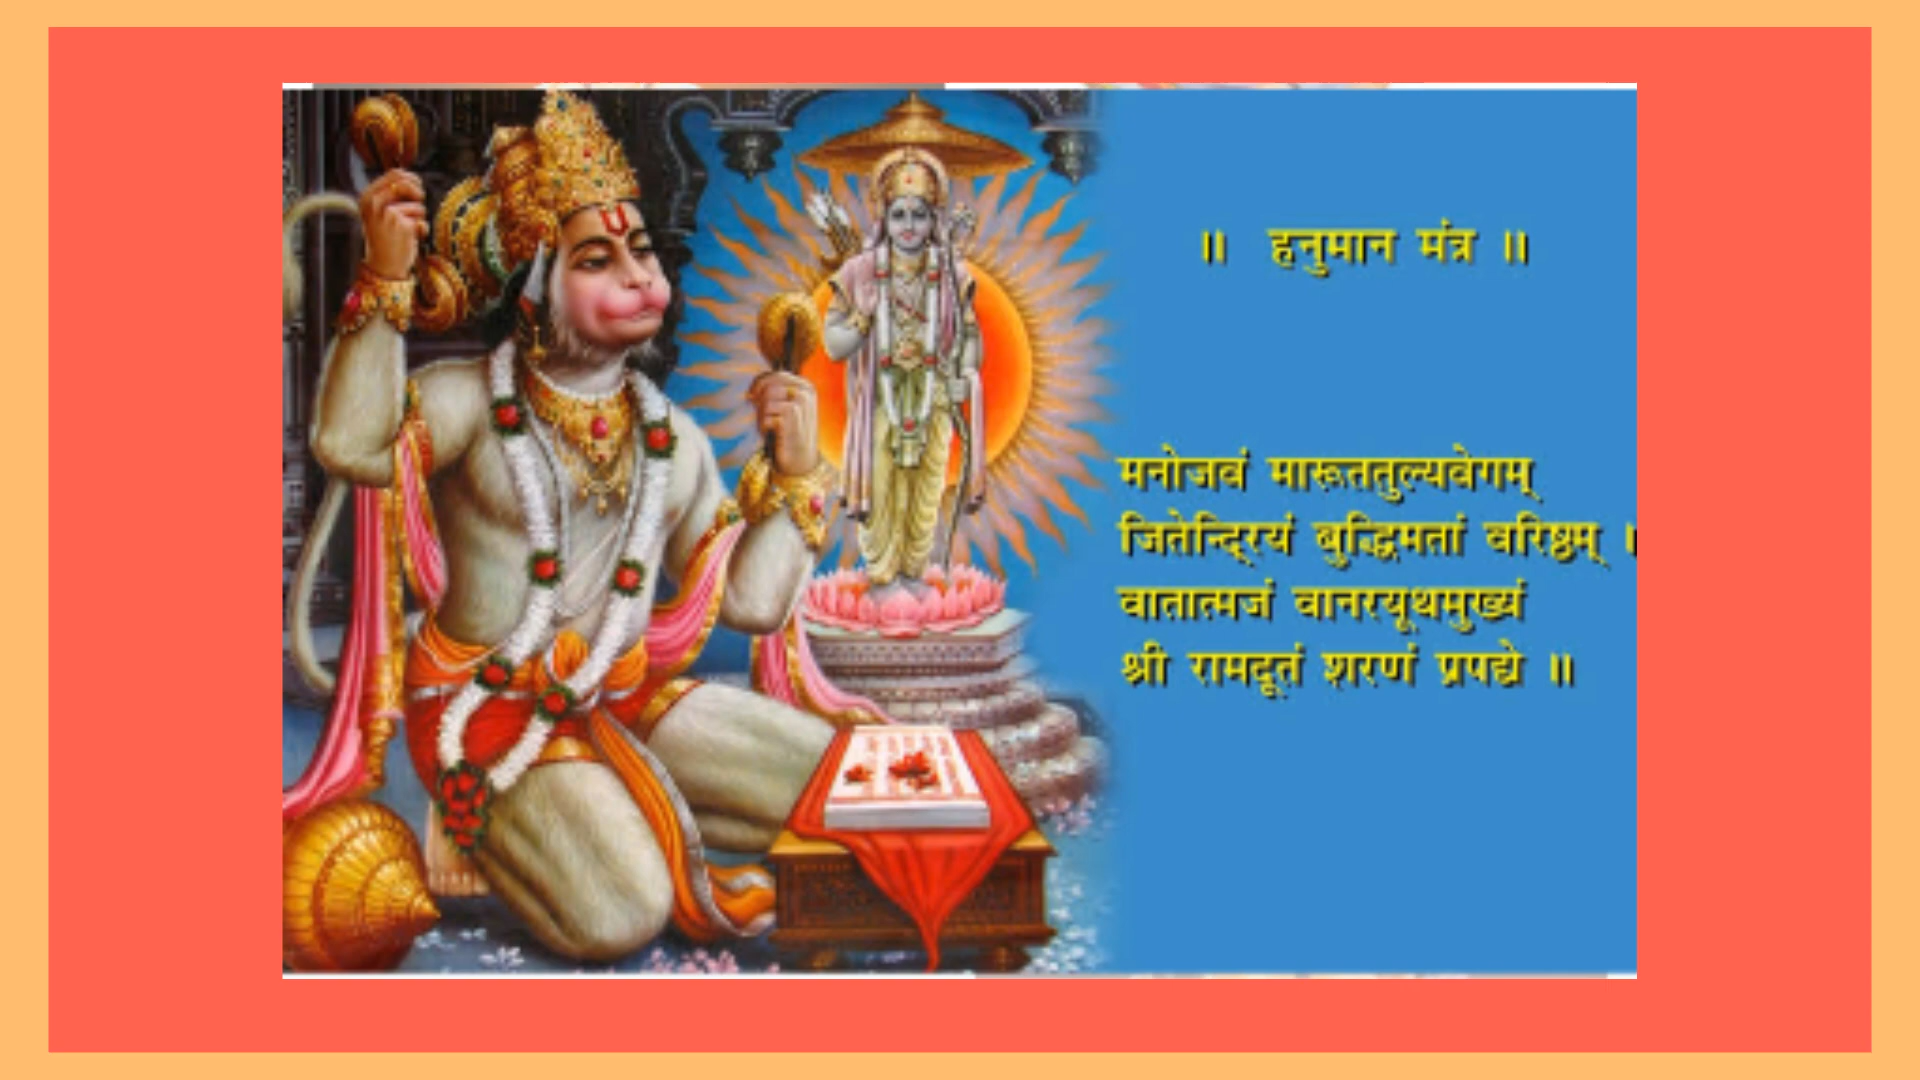 ॥ हनुमान मंत्र ॥
मनोजवं मारूततुल्यवेगम्
जितेन्द्रियं बुद्धिमतां वरिष्ठम् ।
वातात्मजं वानरयूथमुख्यं
श्री रामदूतं शरणं प्रपद्ये ॥